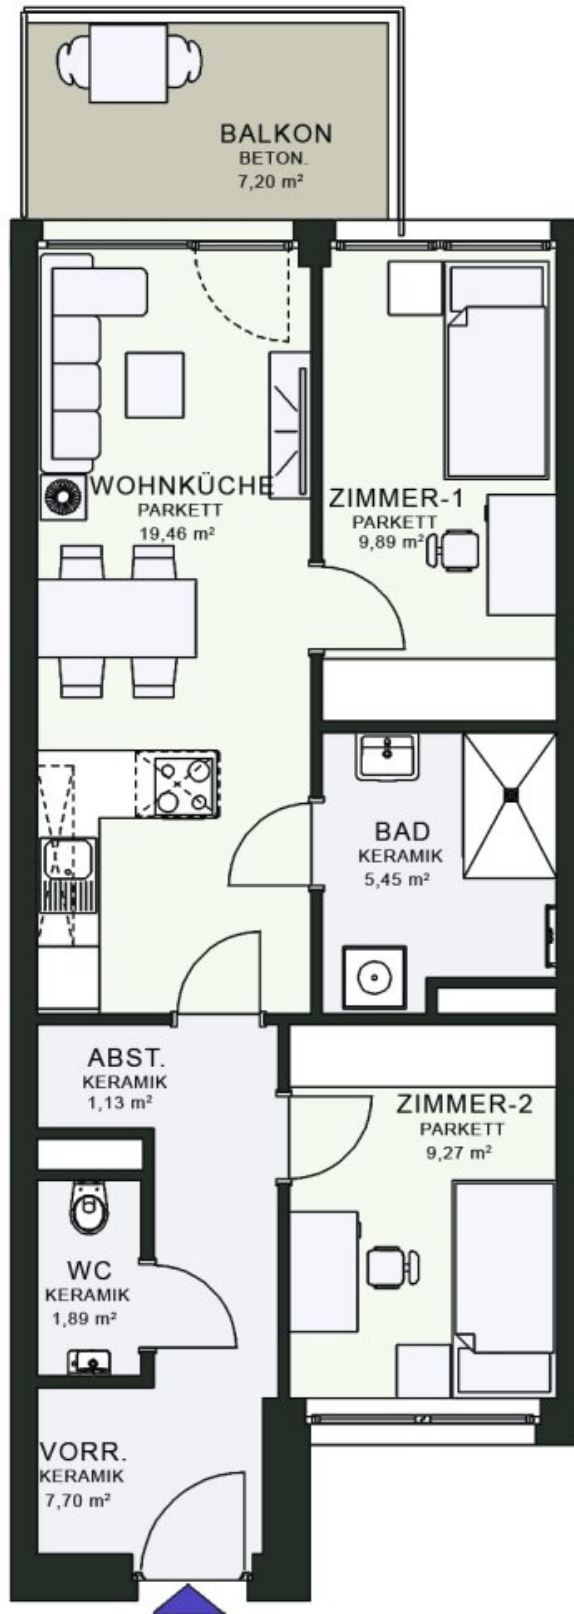 BALKON
BETON.
7,20 m²
WOHNKÜCHE
PARKETT
19,46 m²
ZIMMER-1
PARKETT
9,89 m²
BAD
KERAMIK
5,45 m²
ABST.
KERAMIK
1,13 m²
ZIMMER-2
PARKETT
9,27 m²
WC
KERAMIK
1,89 m²
VORR.
KERAMIK
7,70 m²